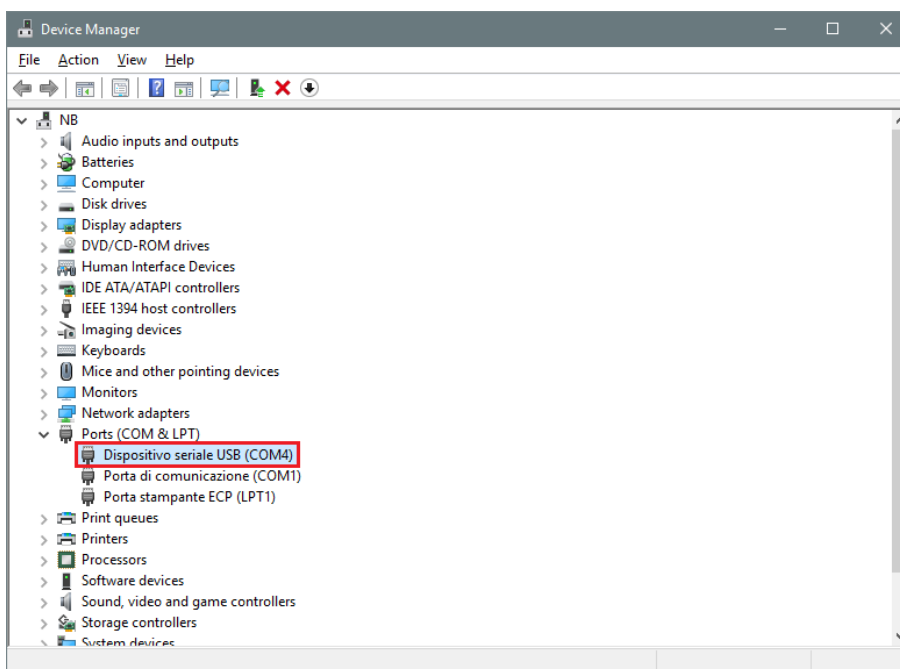 Device Manager
File Action View Help
NB
Audio inputs and outputs
Batteries
Computer
Disk drives
Display adapters
DVD/CD-ROM drives
Human Interface Devices
IDE ATA/ATAPI controllers
IEEE 1394 host controllers
Imaging devices
Keyboards
Mice and other pointing devices
Monitors
Network adapters
Ports (COM & LPT)
Dispositivo seriale USB (COM4)
Porta di comunicazione (COM1)
Porta stampante ECP (LPT1)
Print queues
Printers
Processors
Software devices
Sound, video and game controllers
Storage controllers
System devices